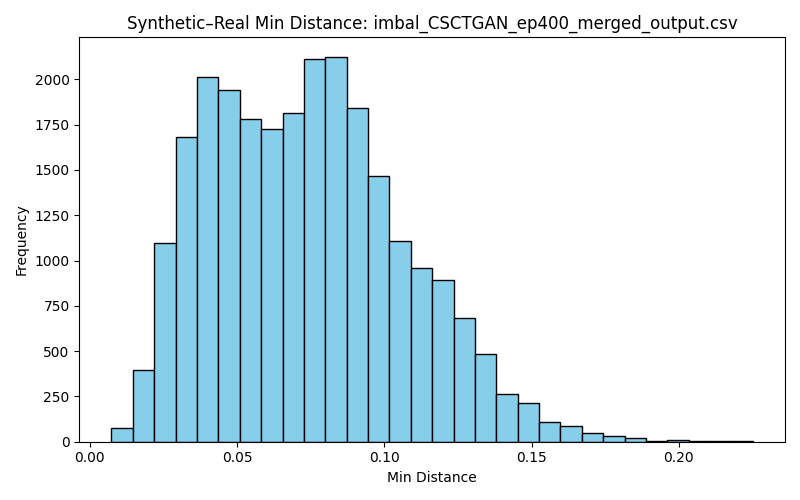 Synthetic–Real Min Distance: imbal_CSCTGAN_ep400_merged_output.csv
Frequency
2000
1750
1500
1250
1000
750
500
250
0
0.00 0.05 0.10 0.15 0.20
Min Distance